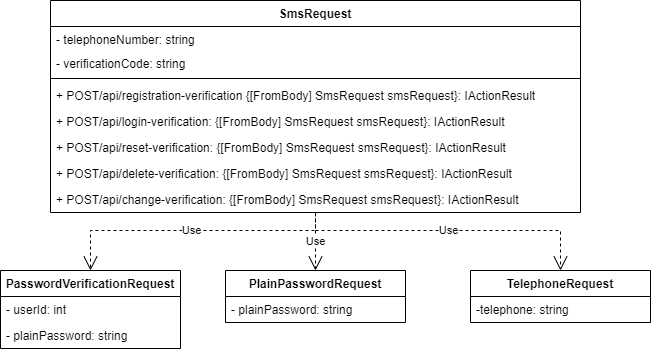 SmsRequest
- telephoneNumber: string
- verificationCode: string
+ POST/api/registration-verification {[FromBody] SmsRequest smsRequest}: IActionResult
+ POST/api/login-verification: {[FromBody] SmsRequest smsRequest}: IActionResult
+ POST/api/reset-verification: {[FromBody] SmsRequest smsRequest}: IActionResult
+ POST/api/delete-verification: {[FromBody] SmsRequest smsRequest}: IActionResult
+ POST/api/change-verification: {[FromBody] SmsRequest smsRequest}: IActionResult
Use
Use
Use
PasswordVerificationRequest
- userId: int
- plainPassword: string
PlainPasswordRequest
- plainPassword: string
TelephoneRequest
-telephone: string